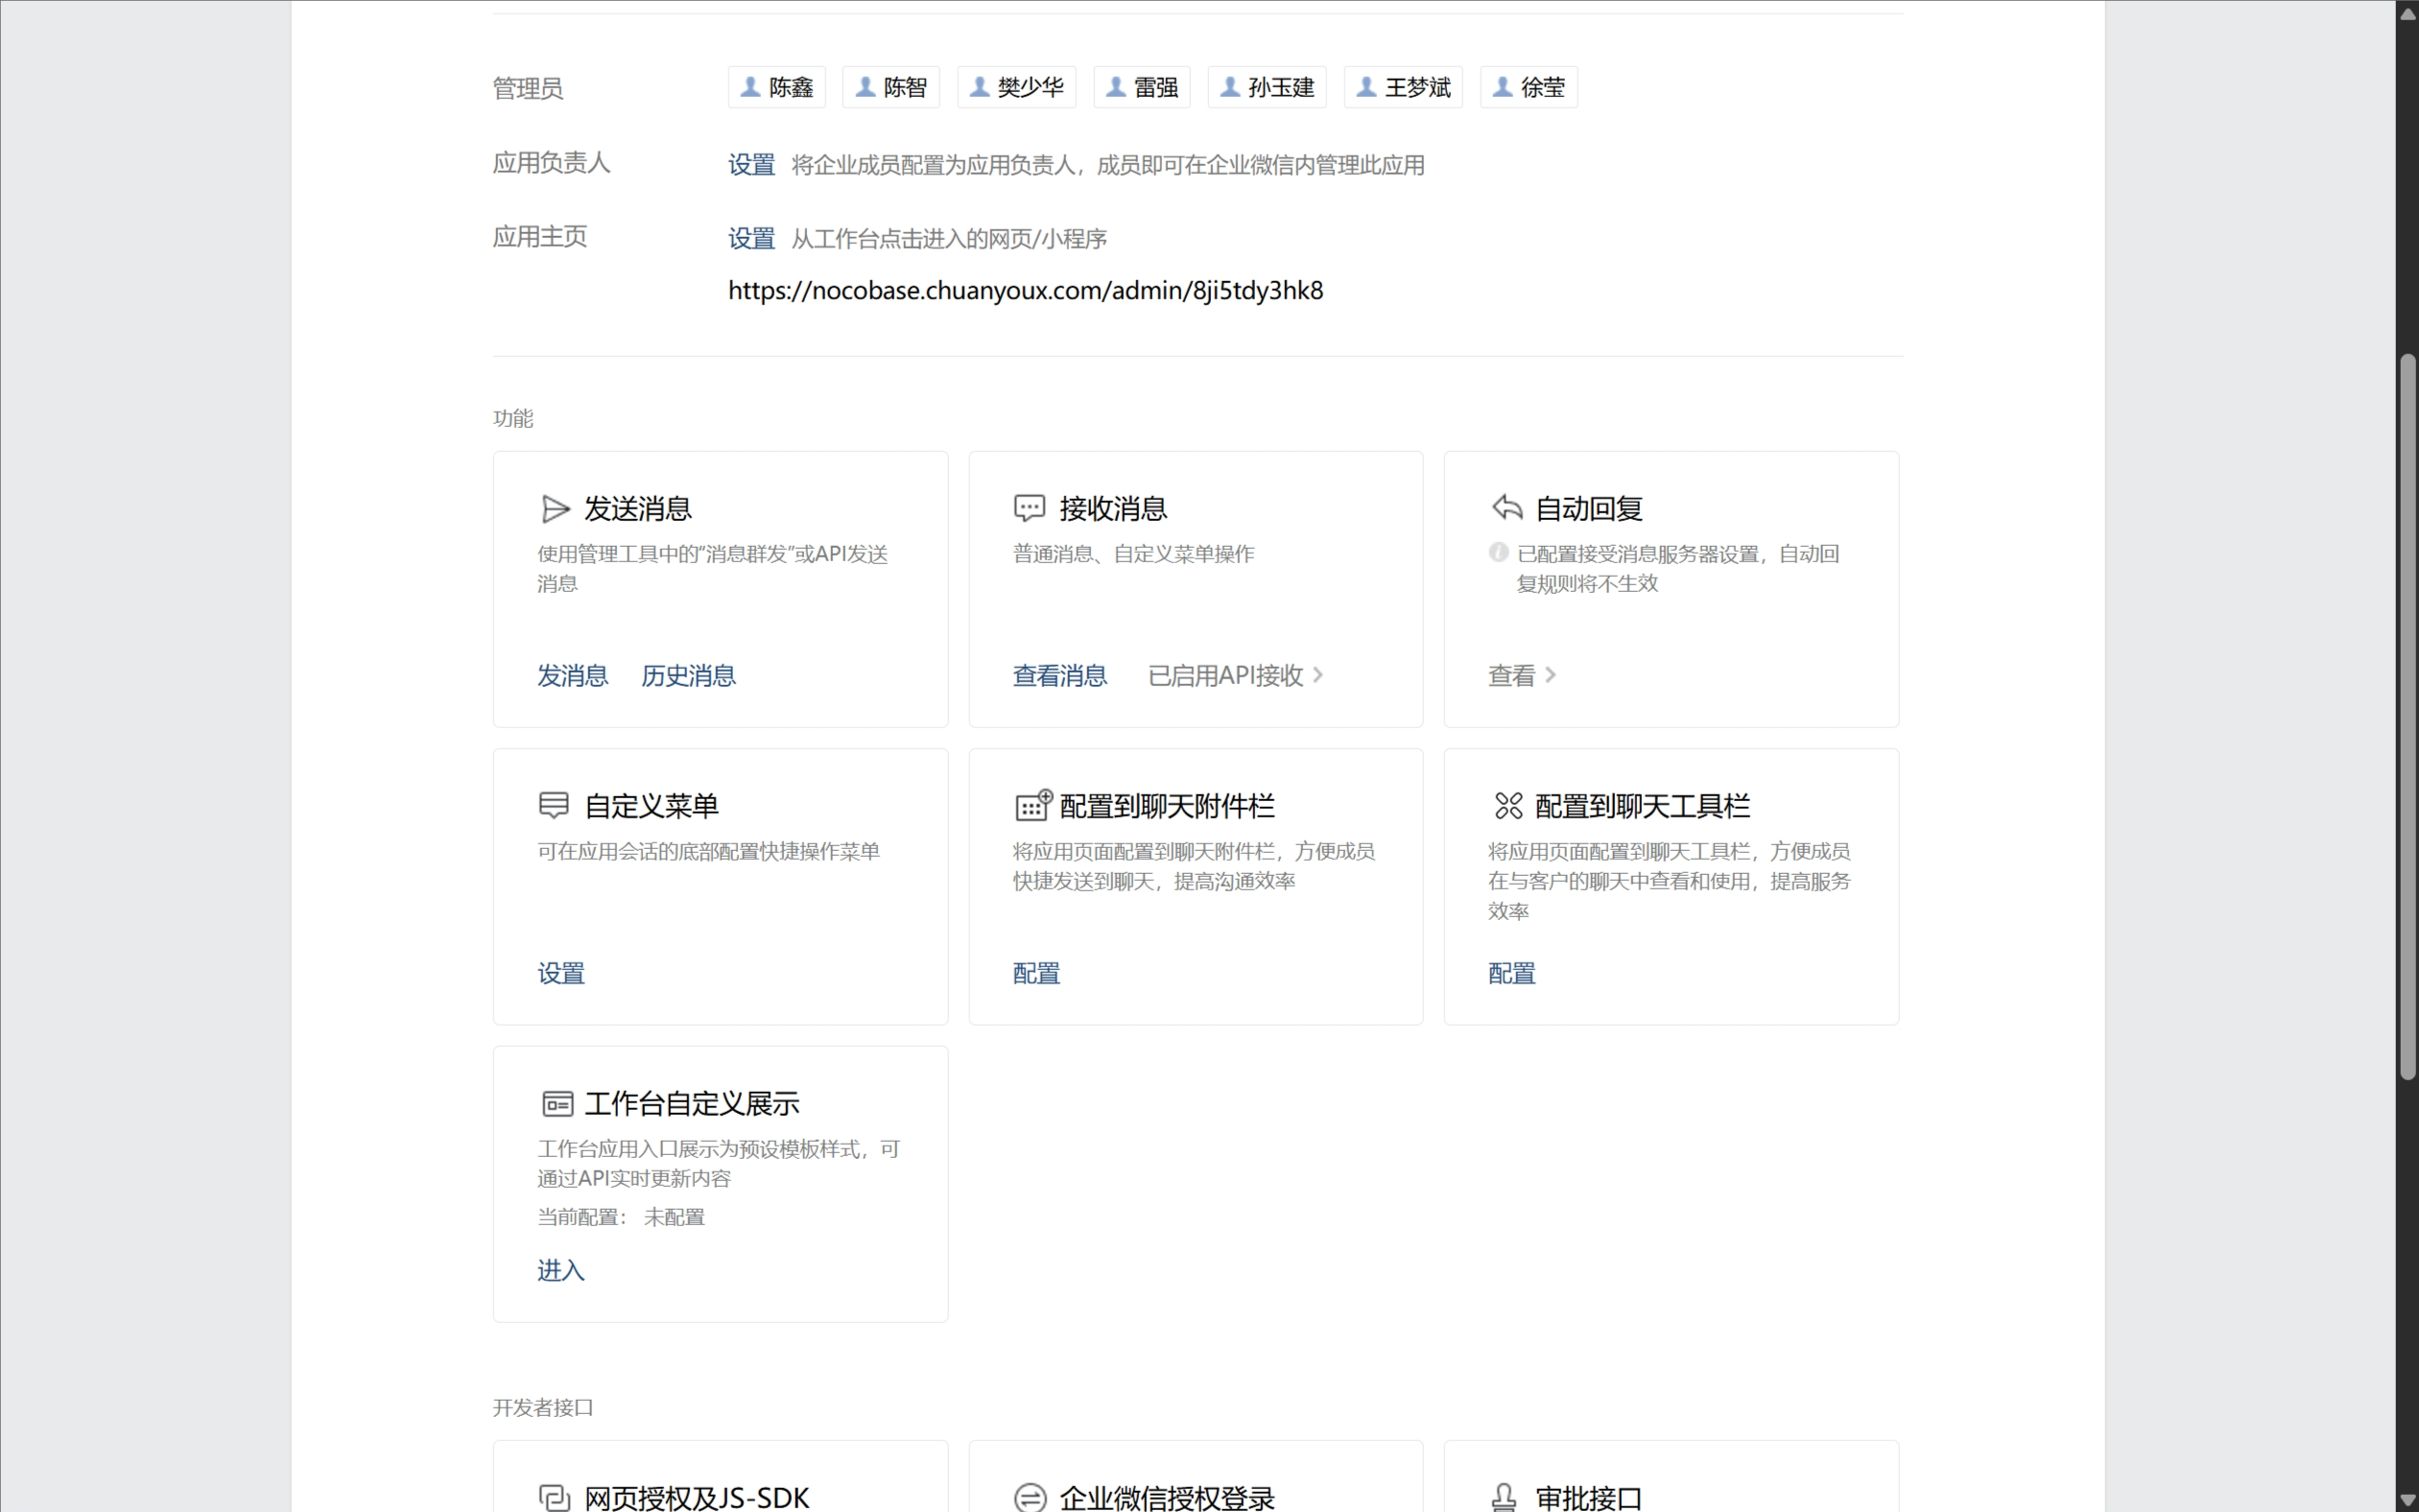 管理员 陈鑫 陈智 樊少华 雷强 孙玉建 王梦斌 徐莹
应用负责人 设置 将企业成员配置为应用负责人，成员即可在企业微信内管理此应用
应用主页 设置 从工作台点击进入的网页/小程序
https://nocobase.chuanyoux.com/admin/8ji5tdy3hk8
功能
发送消息
使用管理工具中的“消息群发”或API发送
消息
发消息 历史消息
接收消息
普通消息、自定义菜单操作
查看消息 已启用API接收
自动回复
已配置接受消息服务器设置，自动回
复规则将不生效
查看
自定义菜单
可在应用会话的底部配置快捷操作菜单
设置
配置到聊天附件栏
将应用页面配置到聊天附件栏，方便成员
快捷发送到聊天，提高沟通效率
配置
配置到聊天工具栏
将应用页面配置到聊天工具栏，方便成员
在与客户的聊天中查看和使用，提高服务
效率
配置
工作台自定义展示
工作台应用入口展示为预设模板样式，可
通过API实时更新内容
当前配置： 未配置
进入
开发者接口
网页授权及JS-SDK
企业微信授权登录
审批接口